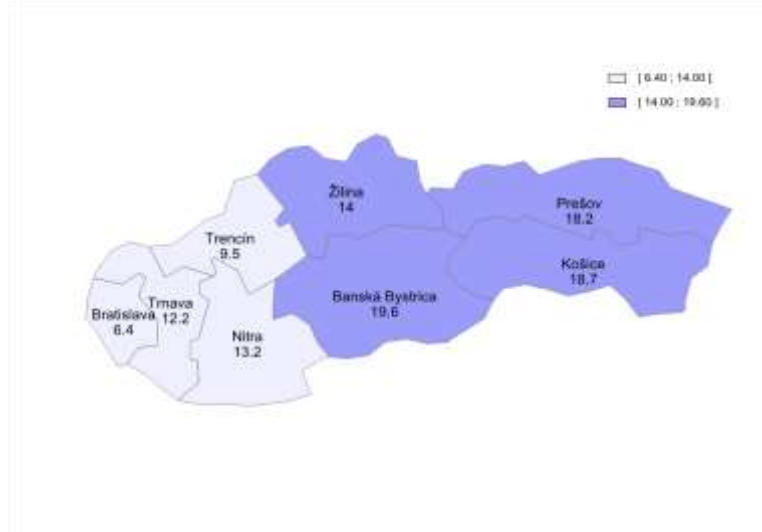 [ 6.40 ; 14.00 [
[ 14.00 ; 19.60 ]
Žilina
14
Prešov
18.2
Trencín
9.5
Košice
18.7
Banská Bystrica
19.6
Trnava
12.2
Bratislava
6.4
Nitra
13.2